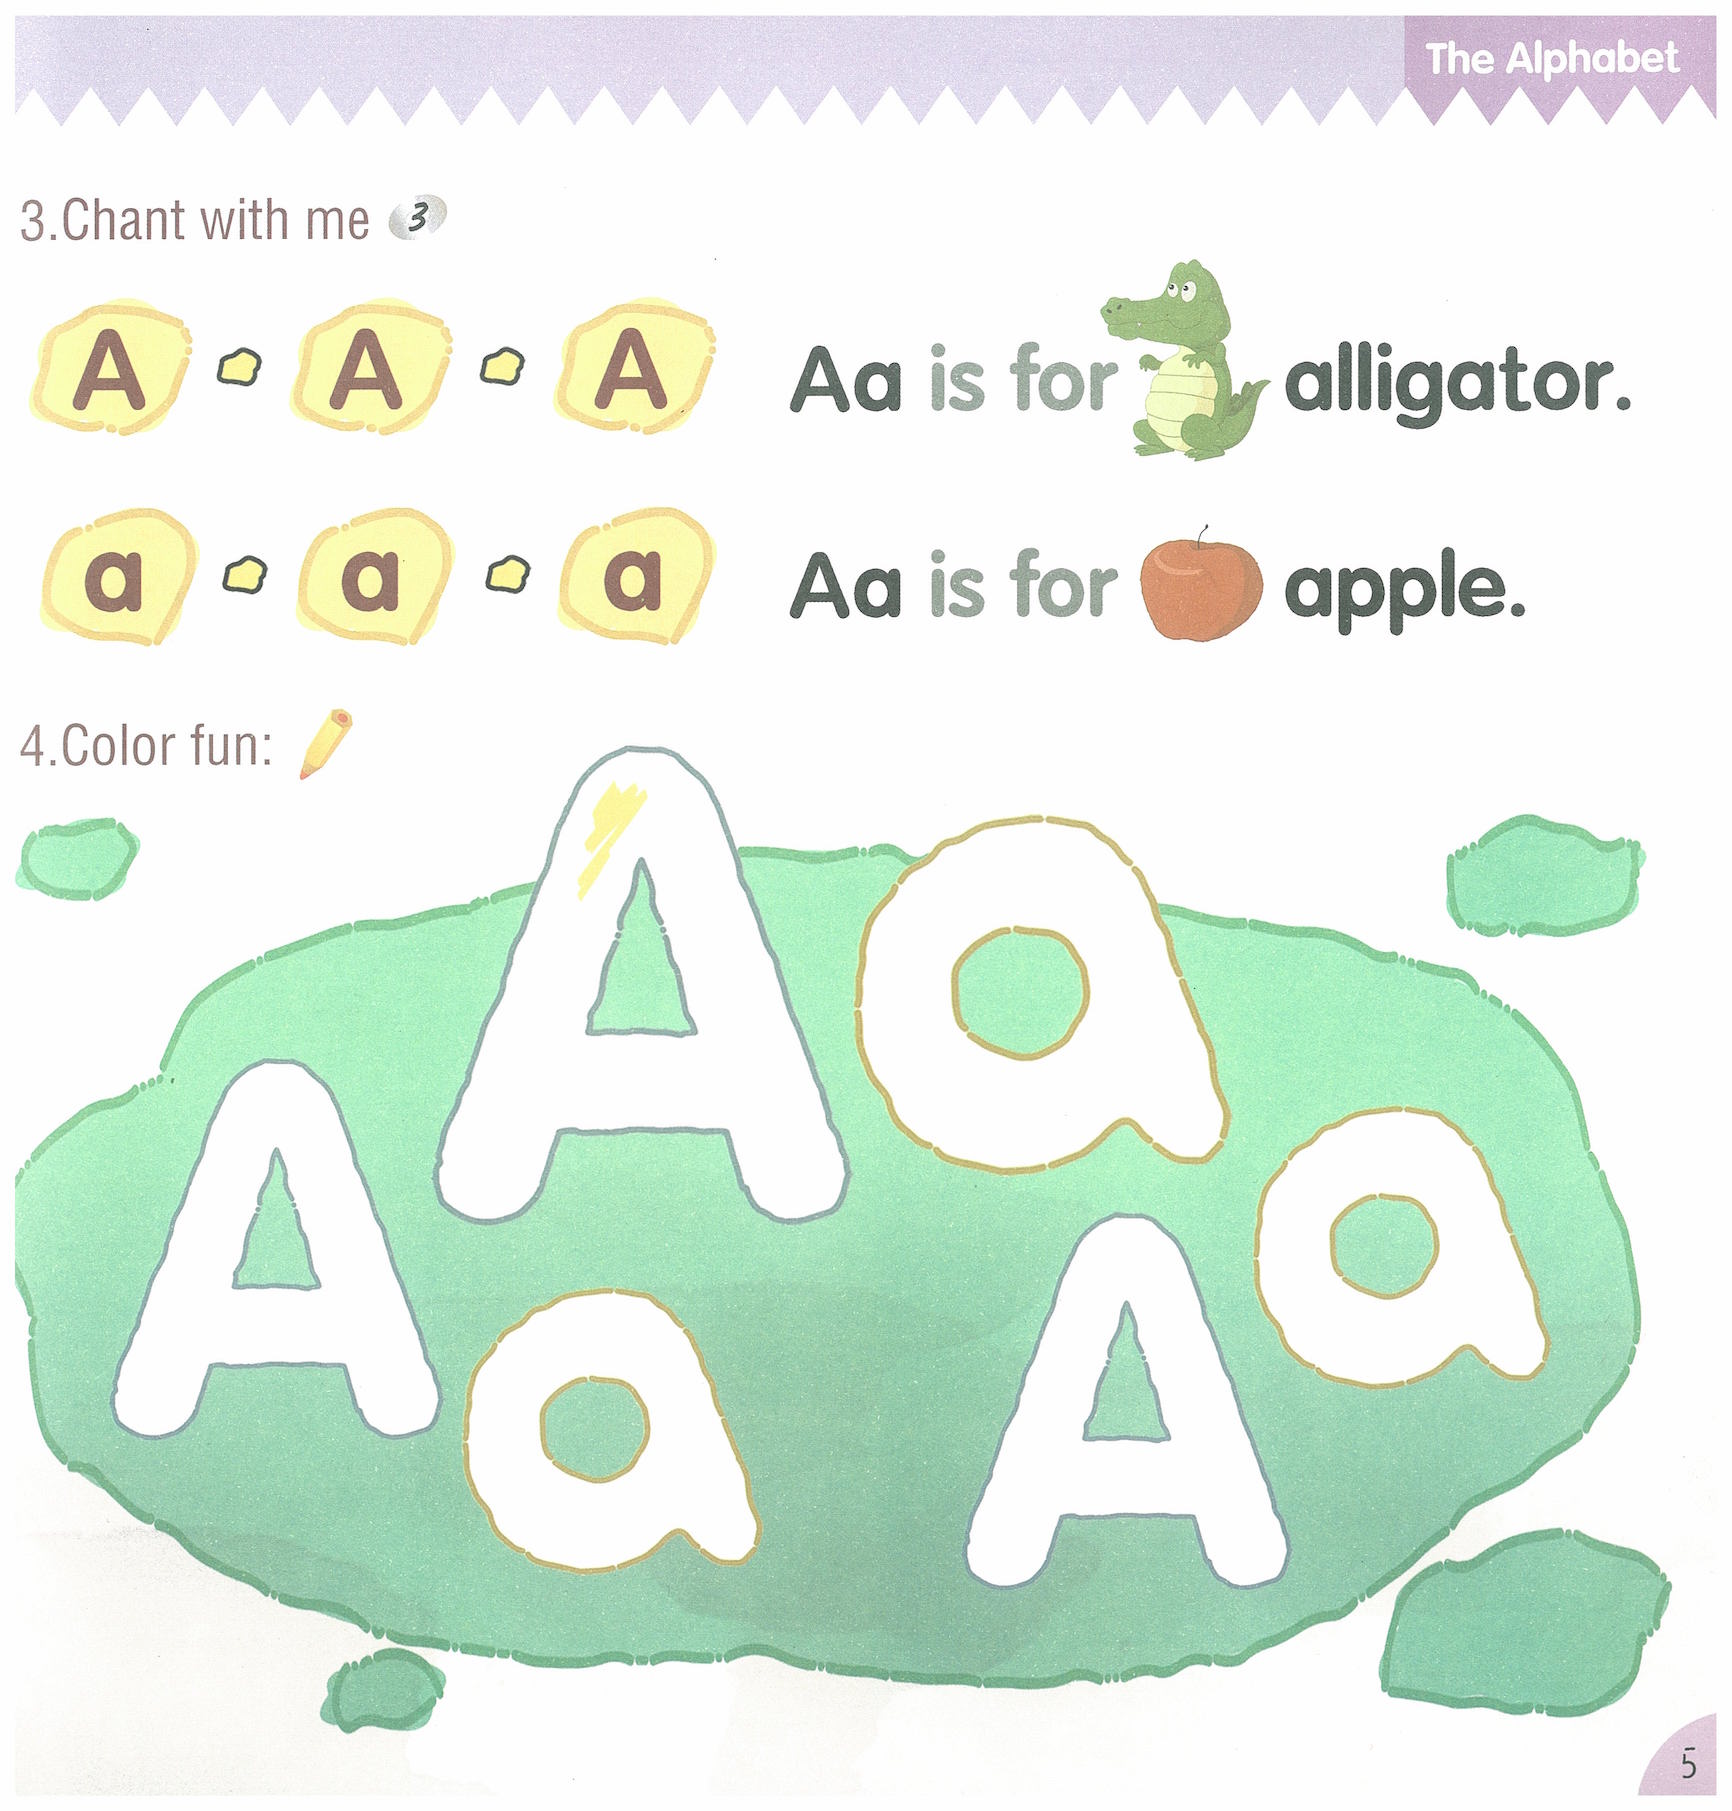 The Alphabet
3.Chant with me 3
A A A Aa is for alligator.
a a a Aa is for apple.
4.Color fun:
A a
A a
a A
5